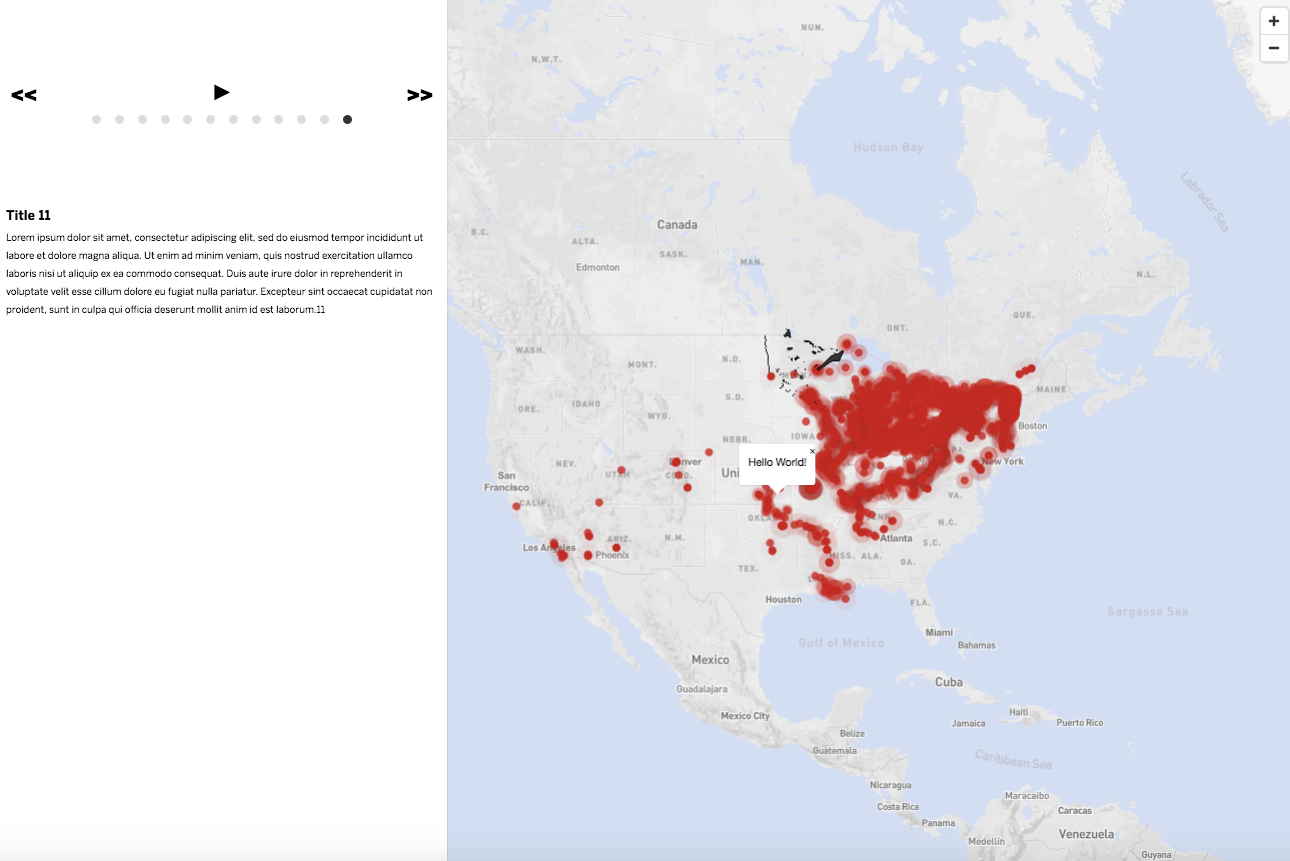 << ▶ >>
Title 11
Lorem ipsum dolor sit amet, consectetur adipiscing elit, sed do eiusmod tempor incididunt ut
labore et dolore magna aliqua. Ut enim ad minim veniam, quis nostrud exercitation ullamco
laboris nisi ut aliquip ex ea commodo consequat. Duis aute irure dolor in reprehenderit in
voluptate velit esse cillum dolore eu fugiat nulla pariatur. Excepteur sint occaecat cupidatat non
proident, sunt in culpa qui officia deserunt mollit anim id est laborum.11
+
−
NUN.
N.W.T.
Hudson Bay
Labrador Sea
Canada
B.C.
ALTA.
SASK.
MAN.
Edmonton
N.L.
GUE.
ONT.
WASH.
MONT.
N.D.
MAINE
ORE.
IDAHO
WYO.
S.D.
Boston
NEBR.
IOWA
Hello World!
×
New York
NEV.
UTAH
San
Francisco
CALIF.
VA.
N.C.
Los Angeles
ARIZ.
Phoenix
N.M.
Atlanta
S.C.
ALA.
GA.
TEX.
Houston
FLA.
Sargasso Sea
Miami
Gulf of Mexico
Bahamas
Mexico
Cuba
Guadalajara
Mexico City
Haiti
Jamaica
Puerto Rico
Belize
Guatemala
Caribbean Sea
Nicaragua
Costa Rica
Maracaibo
Caracas
Panama
Medellín
Venezuela
Guyana